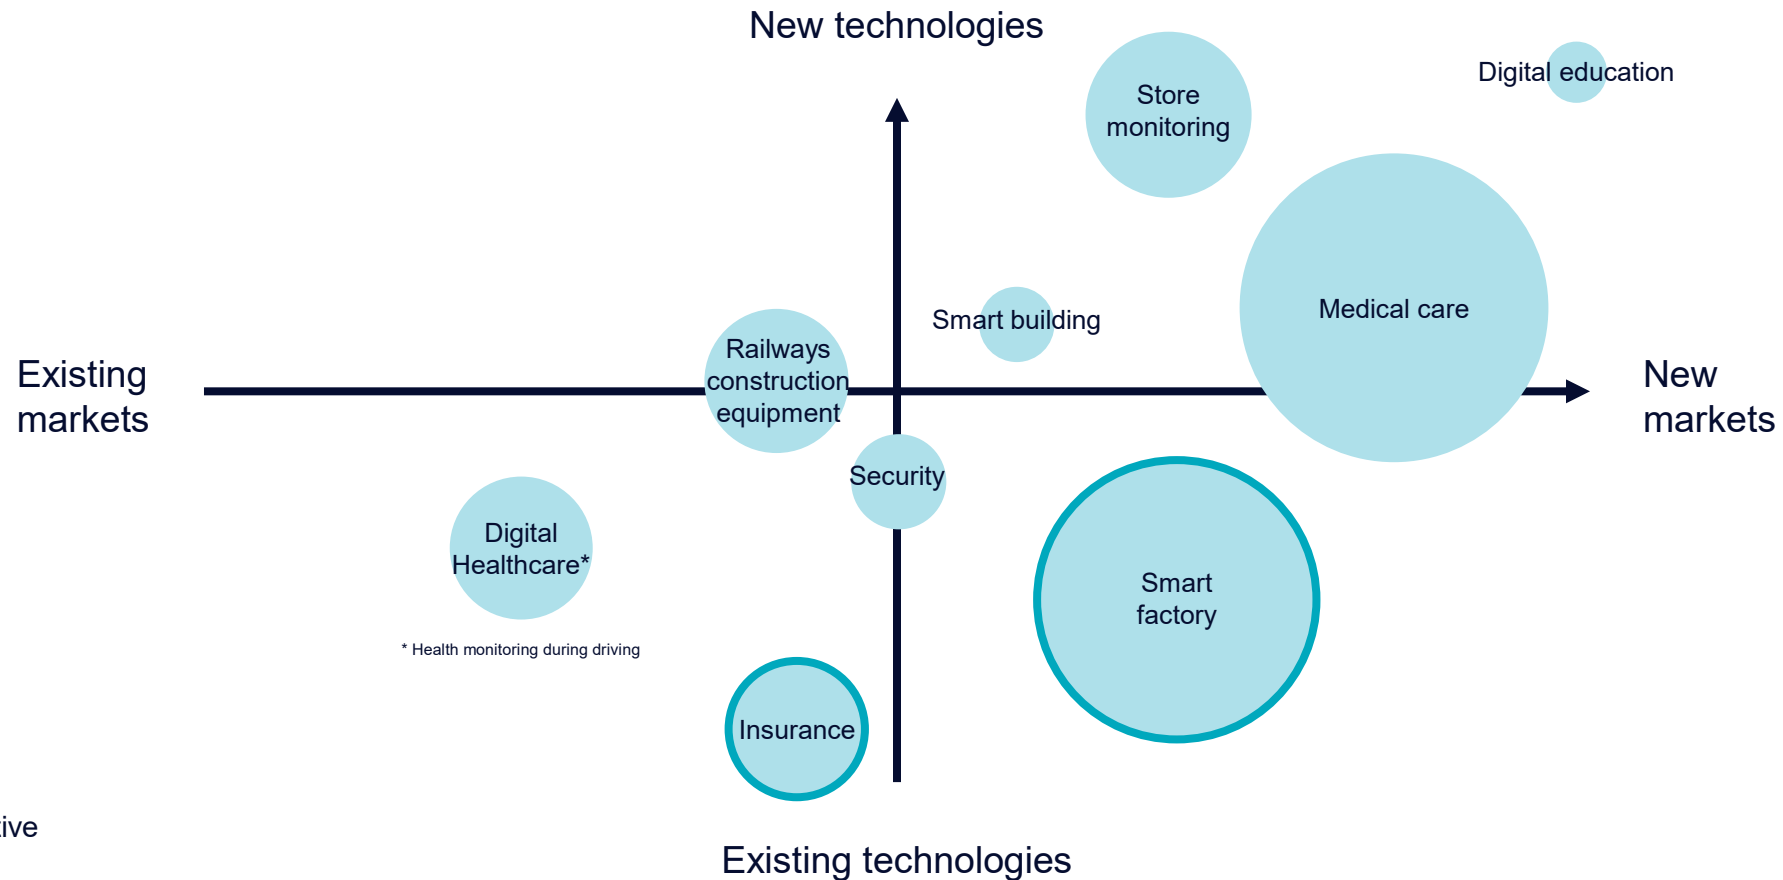 New technologies
Digital education
Store
monitoring
Medical care
Smart building
Railways
construction
equipment
Existing
markets
New
markets
Security
Digital
Healthcare*
* Health monitoring during driving
Smart
factory
Insurance
Existing technologies